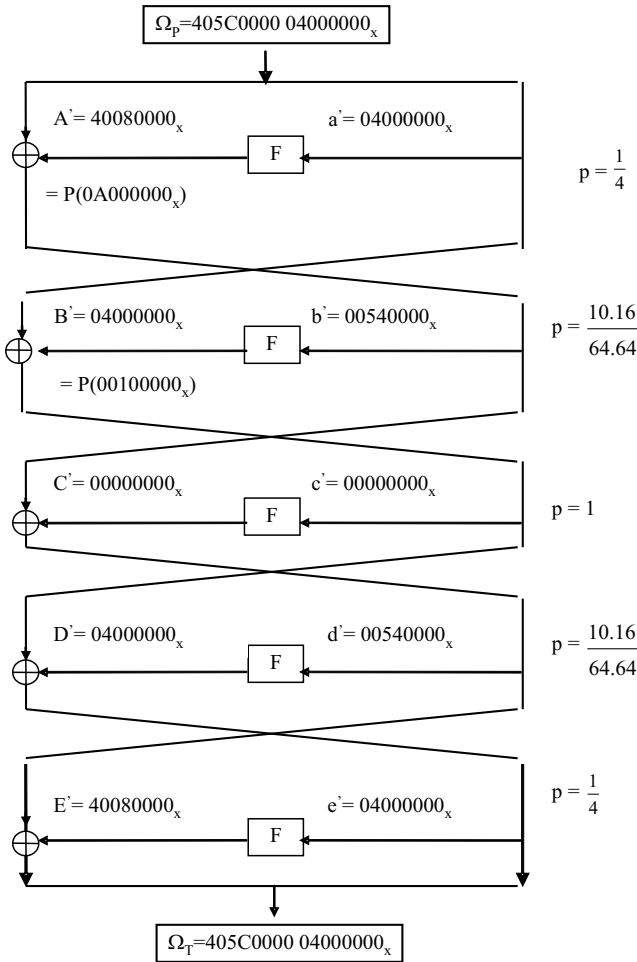 Ω_P=405C0000 04000000_x
A’= 40080000_x F a’= 04000000_x
p = 1/4
= P(0A000000_x)
B’= 04000000_x F b’= 00540000_x p = 10.16/64.64
= P(00100000_x)
C’= 00000000_x F c’= 00000000_x p = 1
D’= 04000000_x F d’= 00540000_x p = 10.16/64.64
E’= 40080000_x F e’= 04000000_x p = 1/4
Ω_T=405C0000 04000000_x